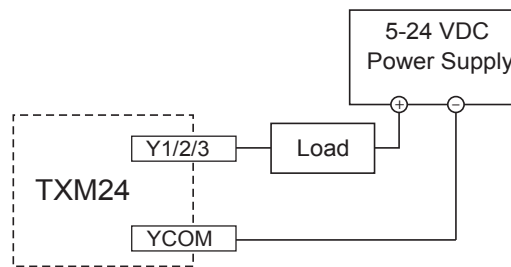 5-24 VDC
Power Supply
+ −
Y1/2/3
Load
TXM24
YCOM